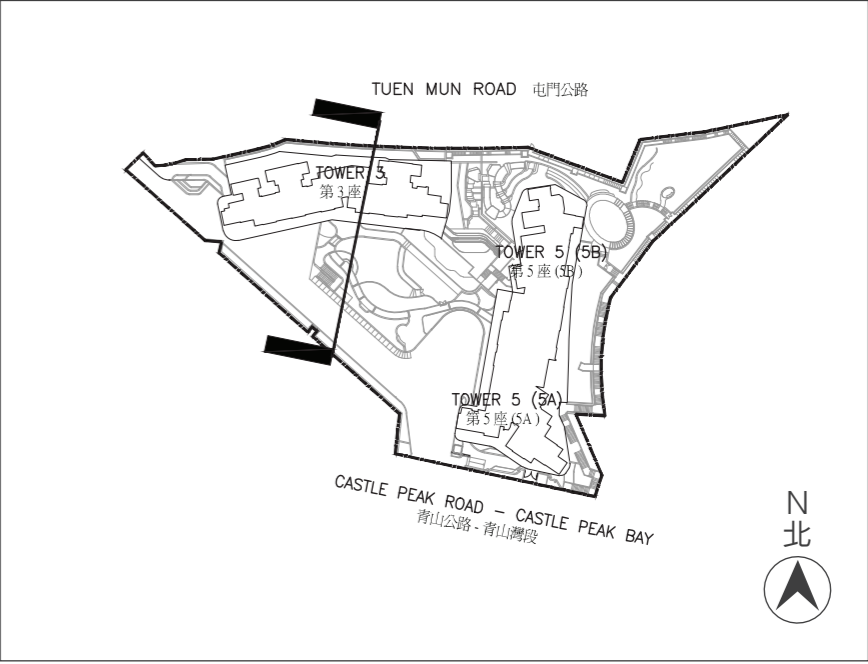 TUEN MUN ROAD 屯門公路
TOWER 3
第3座
TOWER 5 (5B)
第5座(5B)
TOWER 5 (5A)
第5座(5A)
CASTLE PEAK ROAD - CASTLE PEAK BAY
青山公路 - 青山灣段
N
北